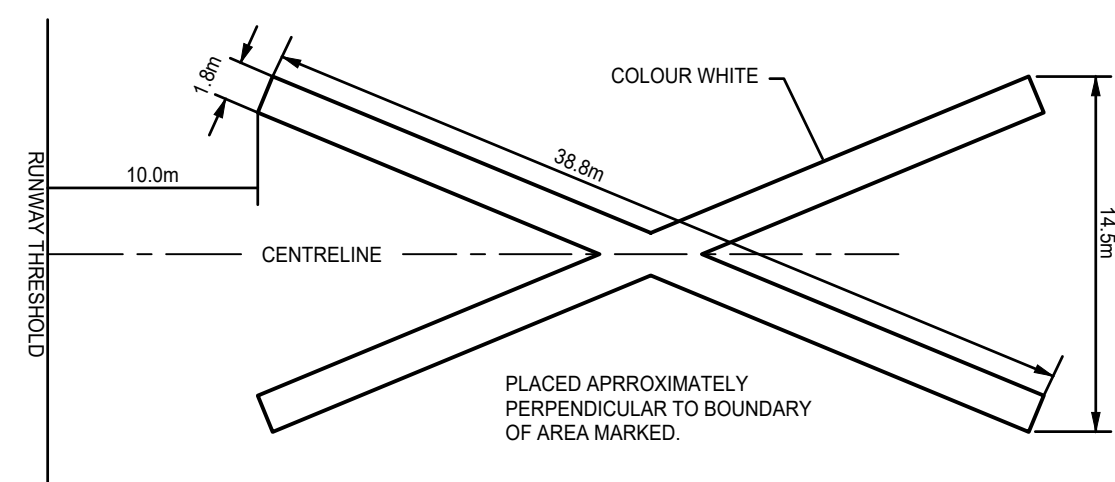 1.8m
COLOUR WHITE
38.8m
RUNWAY THRESHOLD
10.0m
14.5m
CENTRELINE
PLACED APRROXIMATELY
PERPENDICULAR TO BOUNDARY
OF AREA MARKED.